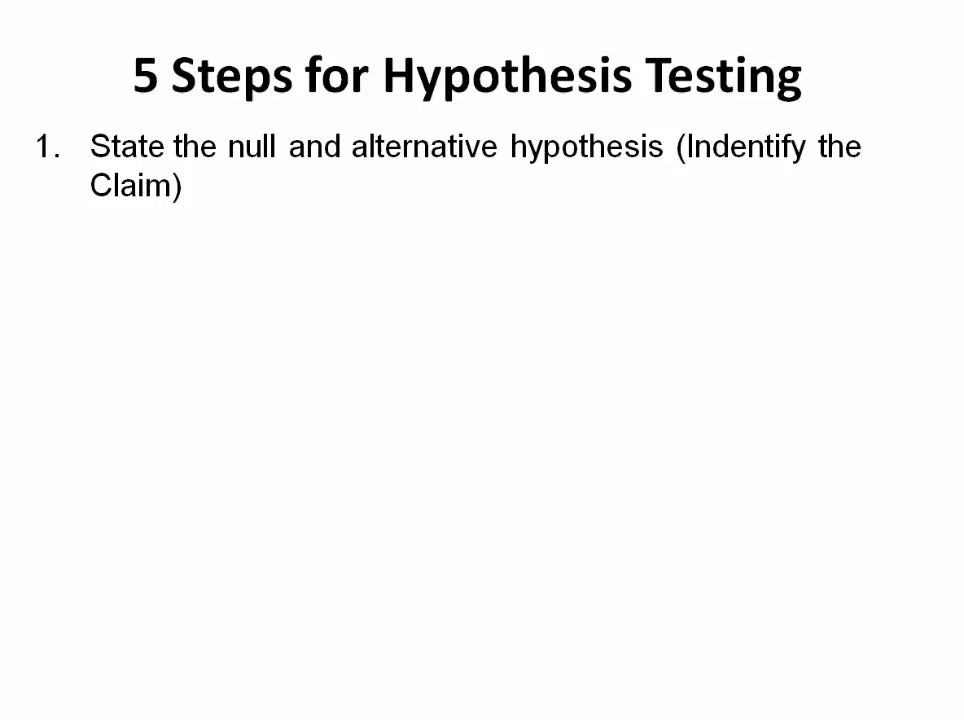 5 Steps for Hypothesis Testing
1. State the null and alternative hypothesis (Indentify the
Claim)